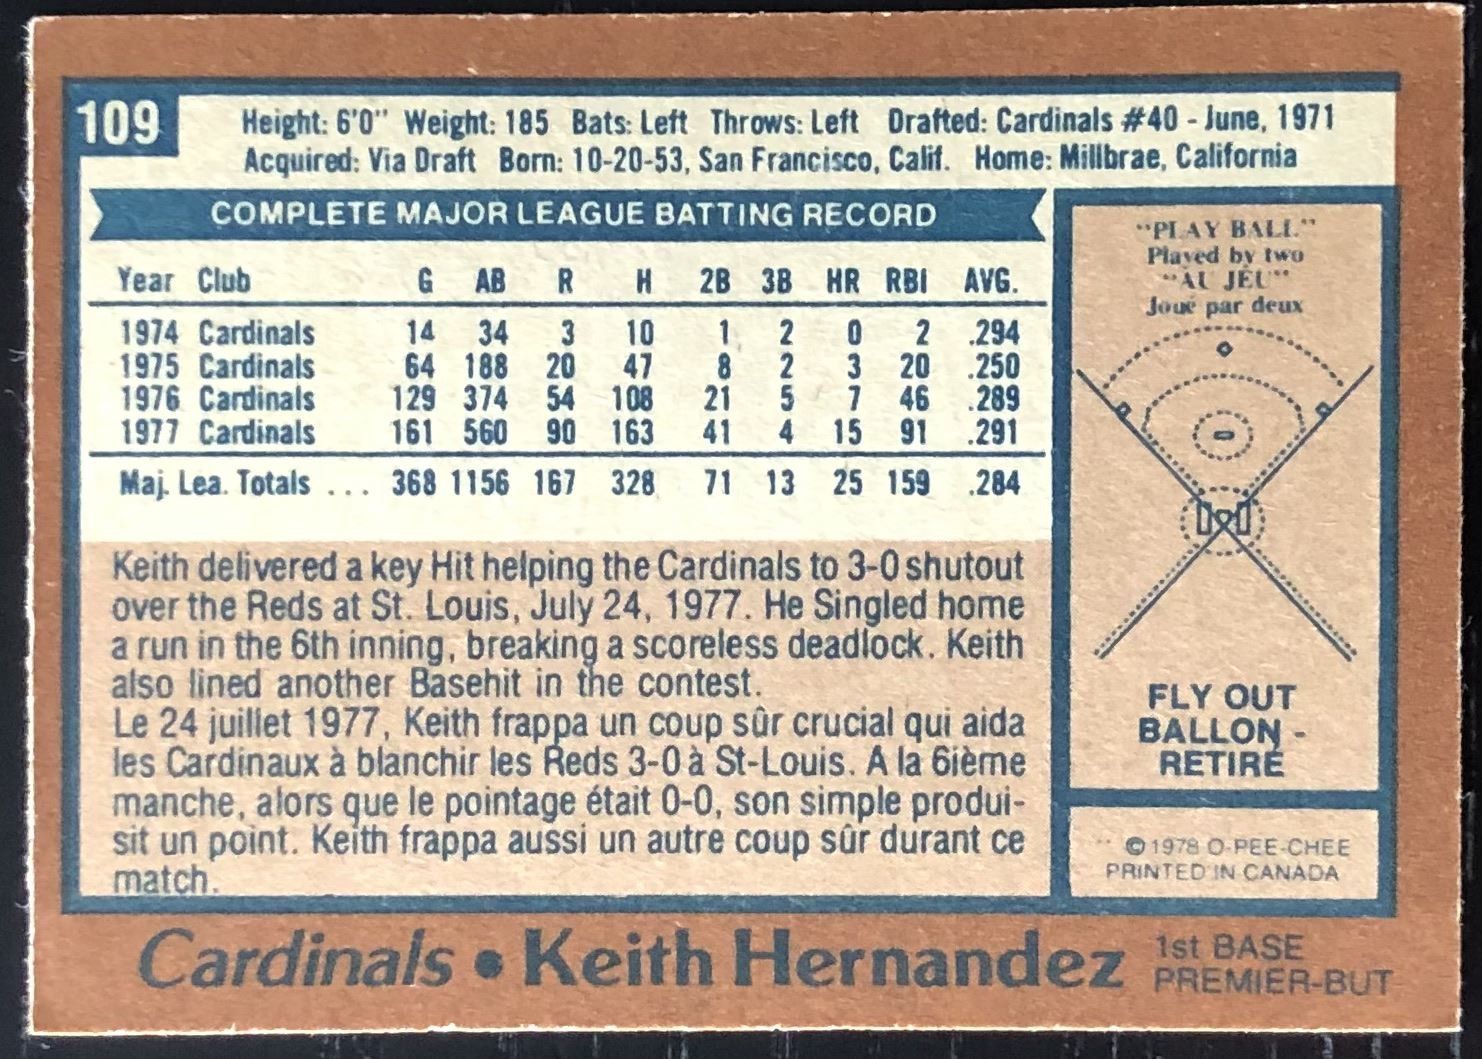 109
Height: 6'0" Weight: 185 Bats: Left Throws: Left Drafted: Cardinals #40 - June, 1971
Acquired: Via Draft Born: 10-20-53, San Francisco, Calif. Home: Millbrae, California
COMPLETE MAJOR LEAGUE BATTING RECORD
Year Club G AB R H 2B 3B HR RBI AVG.
1974 Cardinals 14 34 3 10 1 2 0 2 .294
1975 Cardinals 64 188 20 47 8 2 3 20 .250
1976 Cardinals 129 374 54 108 21 5 7 46 .289
1977 Cardinals 161 560 90 163 41 4 15 91 .291
Maj. Lea. Totals ... 368 1156 167 328 71 13 25 159 .284
Keith delivered a key Hit helping the Cardinals to 3-0 shutout
over the Reds at St. Louis, July 24, 1977. He Singled home
a run in the 6th inning, breaking a scoreless deadlock. Keith
also lined another Basehit in the contest.
Le 24 juillet 1977, Keith frappa un coup sûr crucial qui aida
les Cardinaux à blanchir les Reds 3-0 à St-Louis. A la 6ième
manche, alors que le pointage était 0-0, son simple produi-
sit un point. Keith frappa aussi un autre coup sûr durant ce
match.
"PLAY BALL"
Played by two
"AU JEU"
Joué par deux
FLY OUT
BALLON -
RETIRÉ
©1978 O-PEE-CHEE
PRINTED IN CANADA
Cardinals • Keith Hernandez
1st BASE
PREMIER-BUT